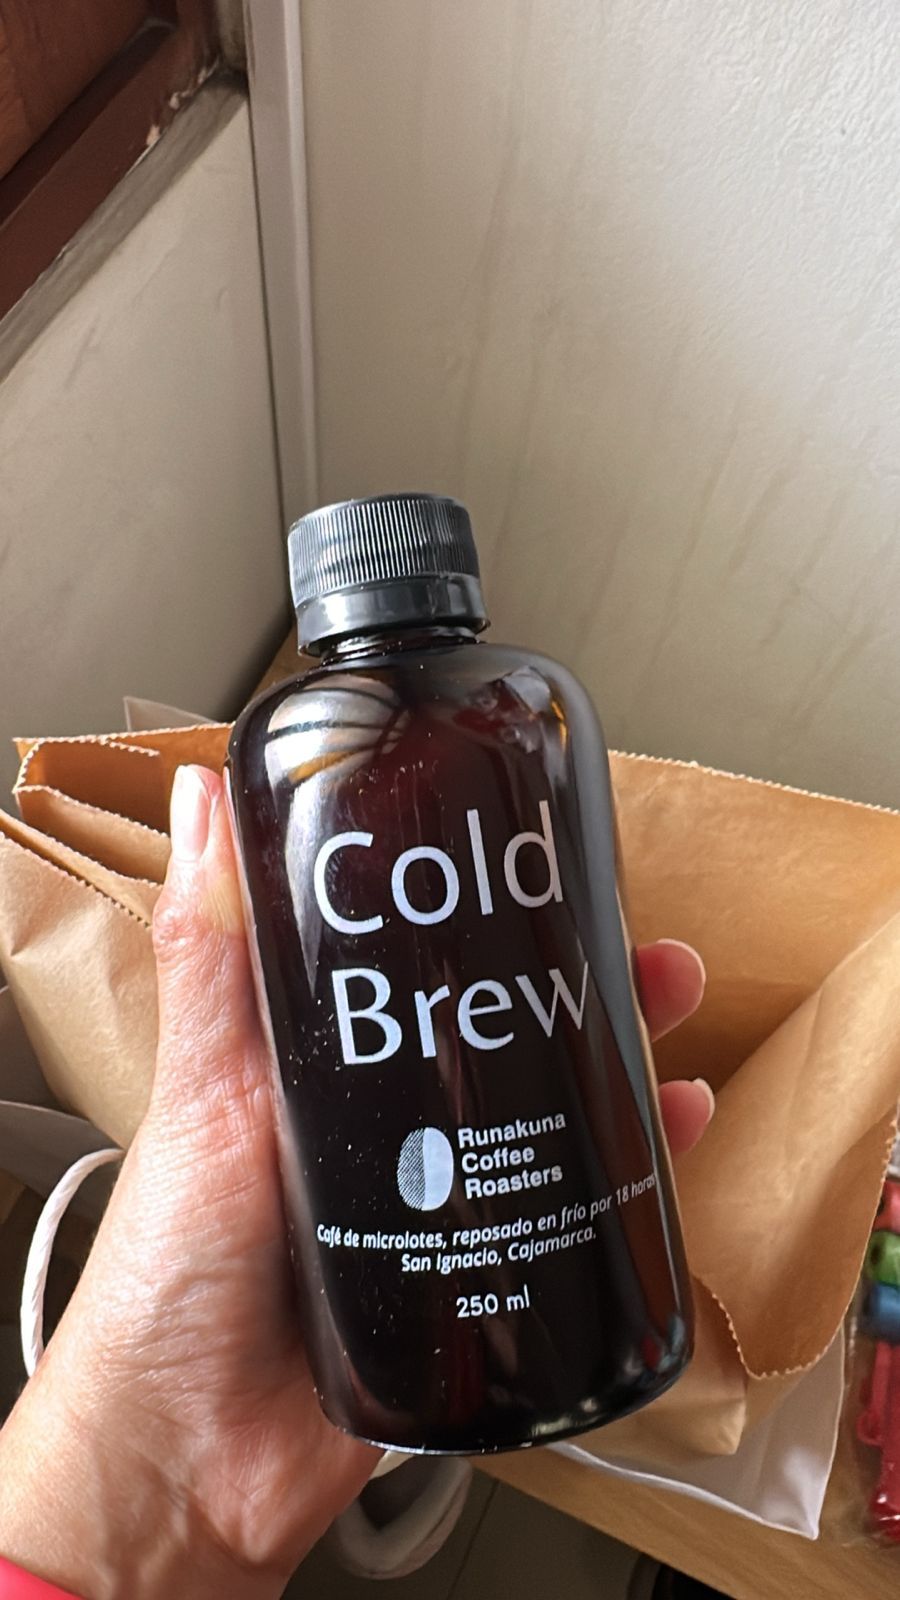 Cold
Brew
Runakuna
Coffee
Roasters
Café de microlotes, reposado en frío por 18 horas
San Ignacio, Cajamarca.
250 ml